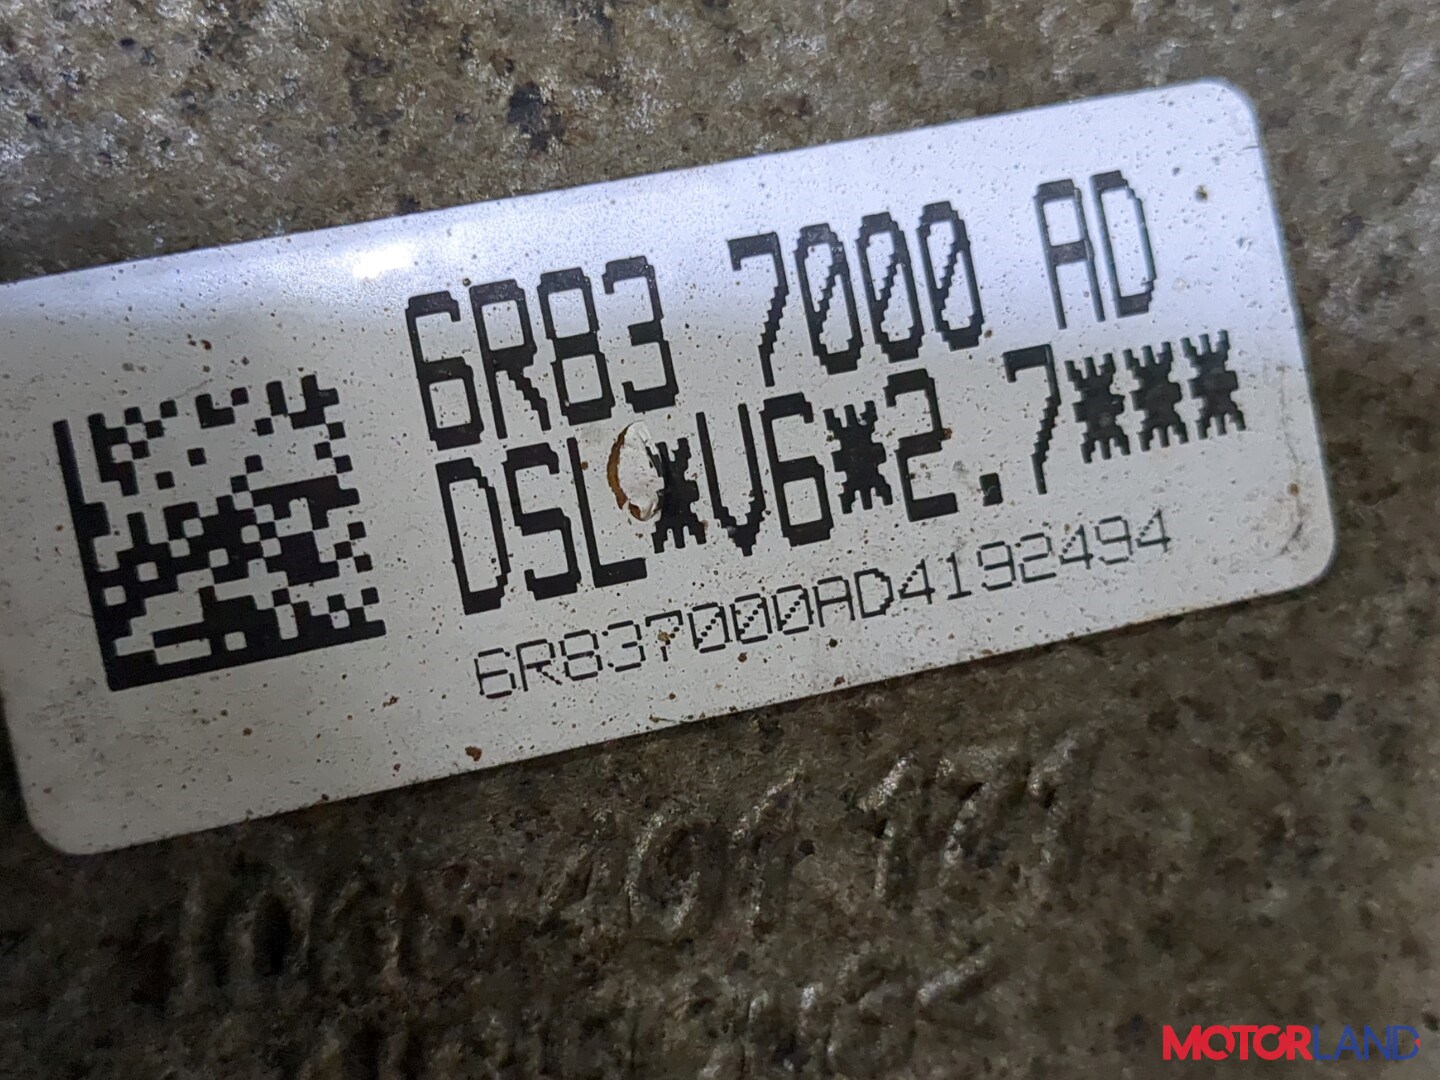 6R83 7000 AD
DSL*V6*2.7***
6R837000AD4192494
MOTORLAND